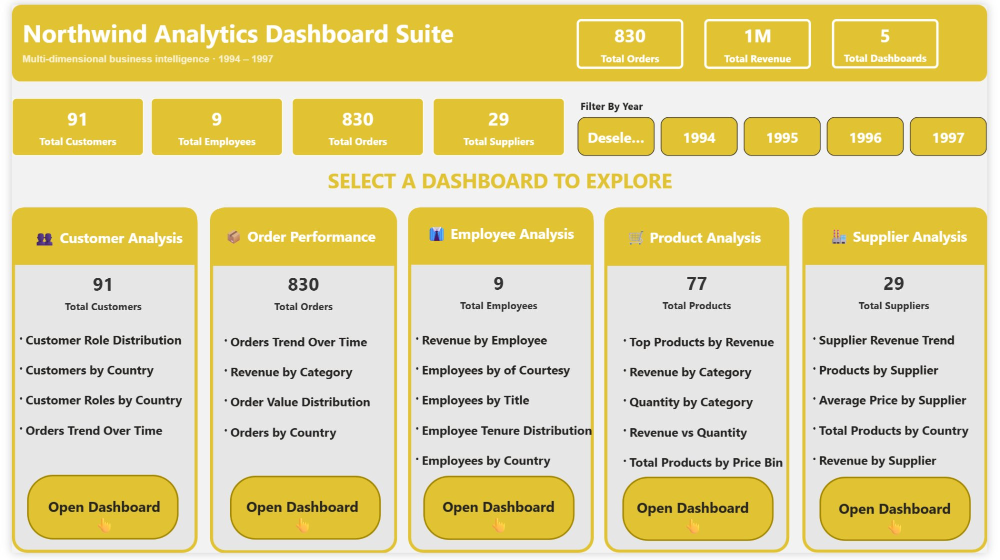 Northwind Analytics Dashboard Suite
Multi-dimensional business intelligence · 1994 – 1997
830
Total Orders
1M
Total Revenue
5
Total Dashboards
91
Total Customers
9
Total Employees
830
Total Orders
29
Total Suppliers
Filter By Year
Desele...
1994
1995
1996
1997
SELECT A DASHBOARD TO EXPLORE
Customer Analysis
91
Total Customers
· Customer Role Distribution
· Customers by Country
· Customer Roles by Country
· Orders Trend Over Time
Open Dashboard
Order Performance
830
Total Orders
· Orders Trend Over Time
· Revenue by Category
· Order Value Distribution
· Orders by Country
Open Dashboard
Employee Analysis
9
Total Employees
· Revenue by Employee
· Employees by of Courtesy
· Employees by Title
· Employee Tenure Distribution
· Employees by Country
Open Dashboard
Product Analysis
77
Total Products
· Top Products by Revenue
· Revenue by Category
· Quantity by Category
· Revenue vs Quantity
· Total Products by Price Bin
Open Dashboard
Supplier Analysis
29
Total Suppliers
· Supplier Revenue Trend
· Products by Supplier
· Average Price by Supplier
· Total Products by Country
· Revenue by Supplier
Open Dashboard